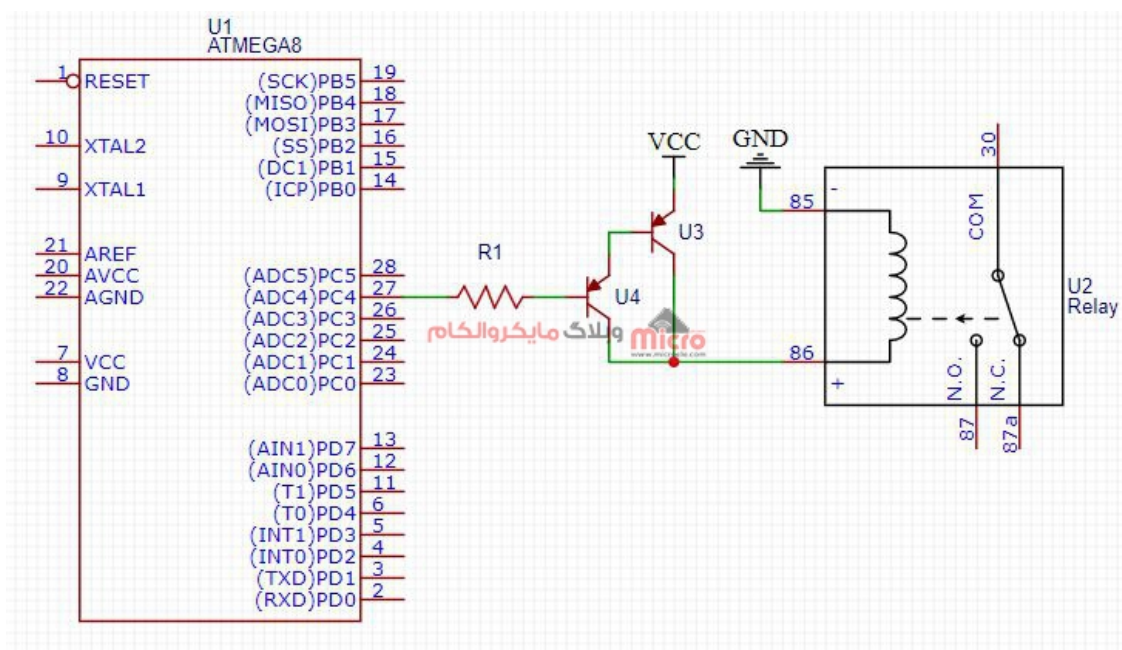 U1
ATMEGA8
1 RESET
10 XTAL2
9 XTAL1
21 AREF
20 AVCC
22 AGND
7 VCC
8 GND
(SCK)PB5 19
(MISO)PB4 18
(MOSI)PB3 17
(SS)PB2 16
(DC1)PB1 15
(ICP)PB0 14
(ADC5)PC5 28
(ADC4)PC4 27
(ADC3)PC3 26
(ADC2)PC2 25
(ADC1)PC1 24
(ADC0)PC0 23
(AIN1)PD7 13
(AIN0)PD6 12
(T1)PD5 11
(T0)PD4 6
(INT1)PD3 5
(INT0)PD2 4
(TXD)PD1 3
(RXD)PD0 2
R1
U4
U3
VCC
GND
85
-
86
+
30
COM
U2
Relay
N.O.
N.C.
87
87a
وبلاگ مایکروالکام
micro